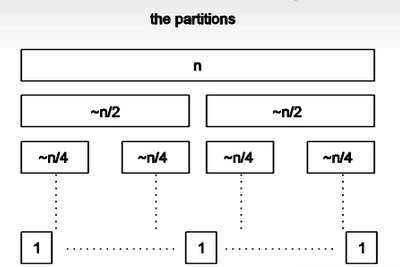 the partitions
n
~n/2 ~n/2
~n/4 ~n/4 ~n/4 ~n/4
1 1 1